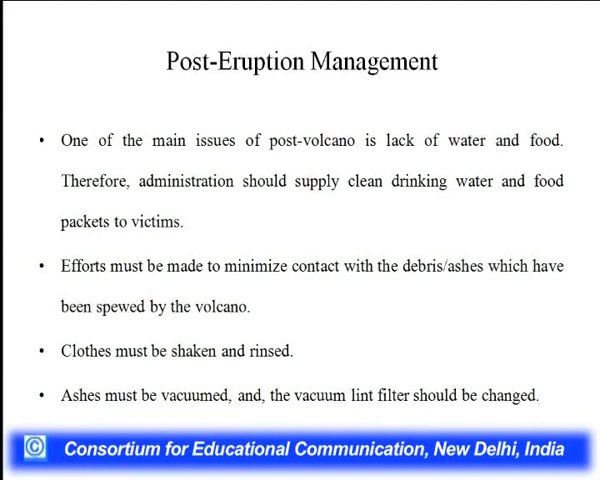 Post-Eruption Management
• One of the main issues of post-volcano is lack of water and food.
Therefore, administration should supply clean drinking water and food
packets to victims.
• Efforts must be made to minimize contact with the debris/ashes which have
been spewed by the volcano.
• Clothes must be shaken and rinsed.
• Ashes must be vacuumed, and, the vacuum lint filter should be changed.
© Consortium for Educational Communication, New Delhi, India